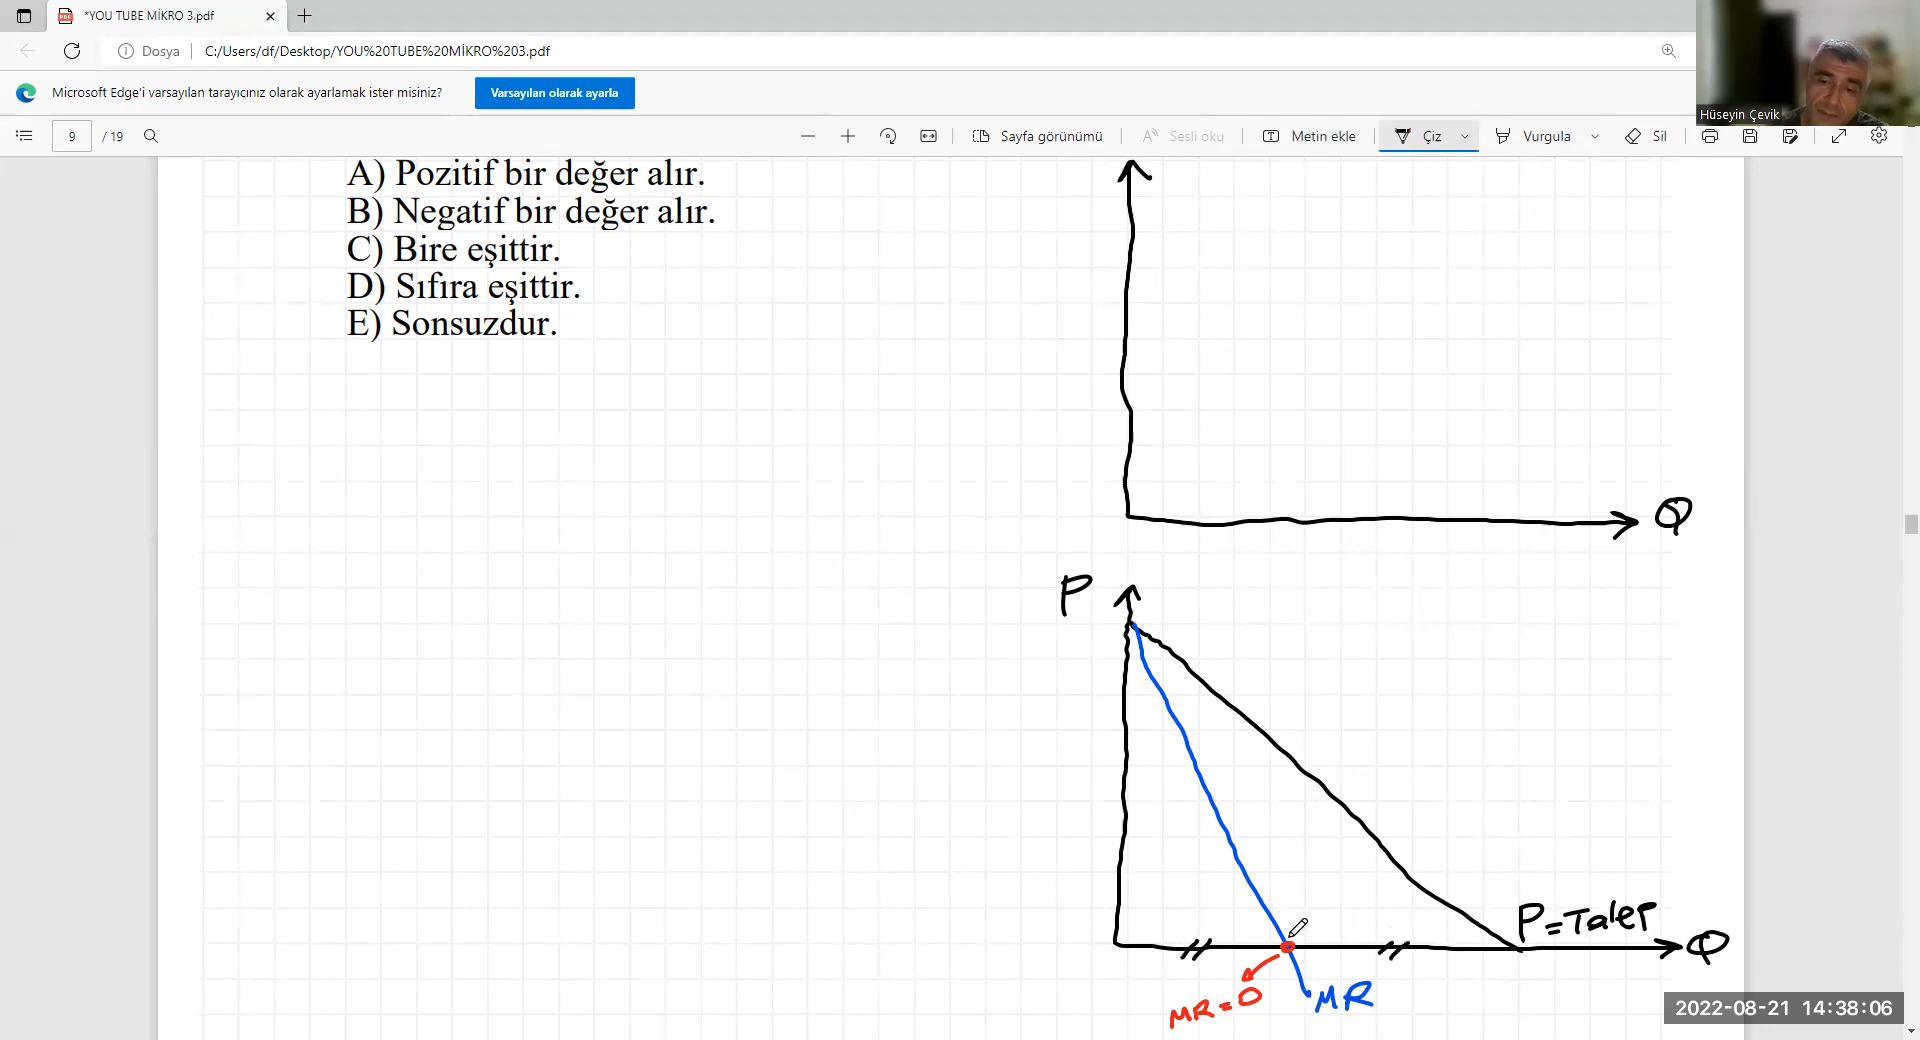 *YOU TUBE MİKRO 3.pdf
Dosya
C:/Users/df/Desktop/YOU%20TUBE%20MİKRO%203.pdf
Microsoft Edge'i varsayılan tarayıcınız olarak ayarlamak ister misiniz?
Varsayılan olarak ayarla
Hüseyin Çevik
9 / 19
Sayfa görünümü
Sesli oku
Metin ekle
Çiz
Vurgula
Sil
A) Pozitif bir değer alır.
B) Negatif bir değer alır.
C) Bire eşittir.
D) Sıfıra eşittir.
E) Sonsuzdur.
Q
P
P=Talep
Q
MR=0
MR
2022-08-21 14:38:06